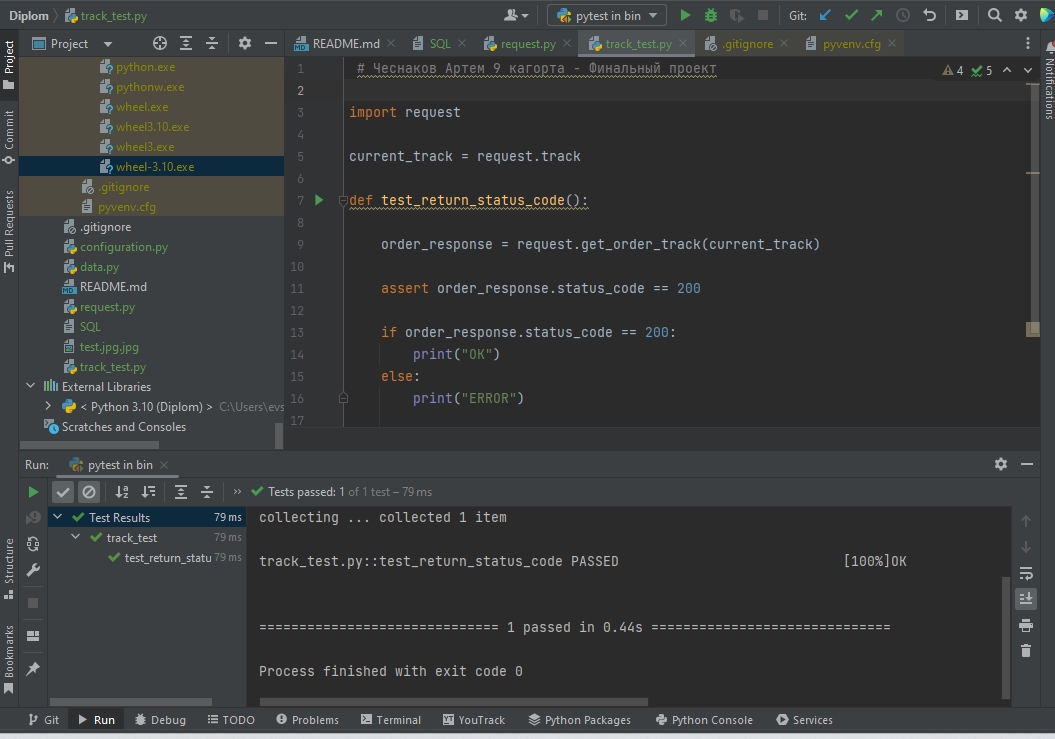 Diplom track_test.py
pytest in bin
Git:
Project
README.md
SQL
request.py
track_test.py
.gitignore
pyvenv.cfg
Project
Commit
Pull Requests
Structure
Bookmarks
Notifications
python.exe
pythonw.exe
wheel.exe
wheel3.10.exe
wheel3.exe
wheel-3.10.exe
.gitignore
pyvenv.cfg
.gitignore
configuration.py
data.py
README.md
request.py
SQL
test.jpg.jpg
track_test.py
External Libraries
< Python 3.10 (Diplom) > C:\Users\evs
Scratches and Consoles
4 5
1 # Чеснаков Артем 9 кагорта - Финальный проект
2
3 import request
4
5 current_track = request.track
6
7 def test_return_status_code():
8
9 order_response = request.get_order_track(current_track)
10
11 assert order_response.status_code == 200
12
13 if order_response.status_code == 200:
14 print("OK")
15 else:
16 print("ERROR")
17
Run: pytest in bin
» Tests passed: 1 of 1 test – 79 ms
Test Results 79 ms
track_test 79 ms
test_return_statu 79 ms
collecting ... collected 1 item
track_test.py::test_return_status_code PASSED [100%]OK
============================== 1 passed in 0.44s ==============================
Process finished with exit code 0
Git
Run
Debug
TODO
Problems
Terminal
YouTrack
Python Packages
Python Console
Services